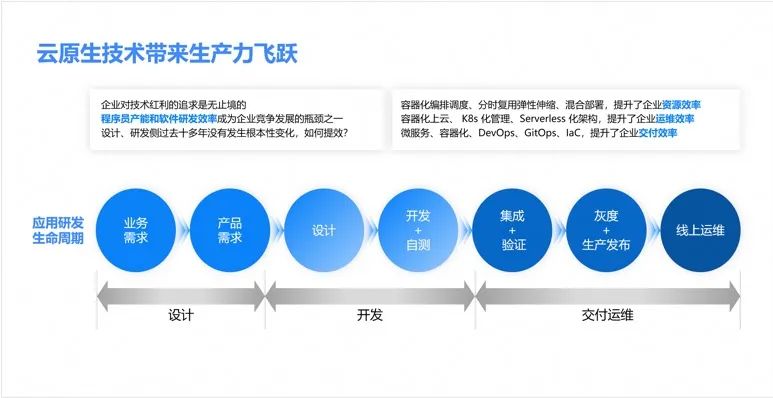 云原生技术带来生产力飞跃
企业对技术红利的追求是无止境的
程序员产能和软件研发效率成为企业竞争发展的瓶颈之一
设计、研发侧过去十多年没有发生根本性变化，如何提效?
容器化编排调度、分时复用弹性伸缩、混合部署，提升了企业资源效率
容器化上云、 K8s 化管理、Serverless 化架构，提升了企业运维效率
微服务、容器化、DevOps、GitOps、IaC，提升了企业交付效率
应用研发
生命周期
业务
需求
产品
需求
设计
开发
+
自测
集成
+
验证
灰度
+
生产发布
线上运维
设计
开发
交付运维